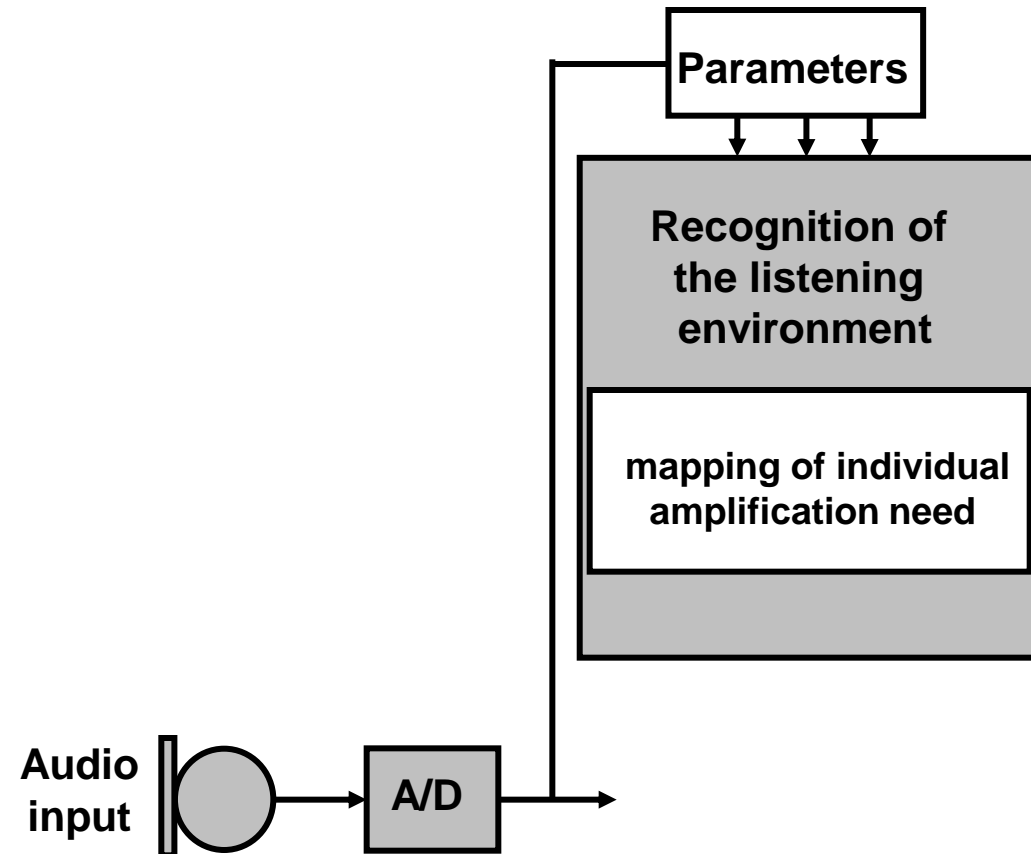 Parameters
Recognition of
the listening
environment
mapping of individual
amplification need
Audio
input
A/D